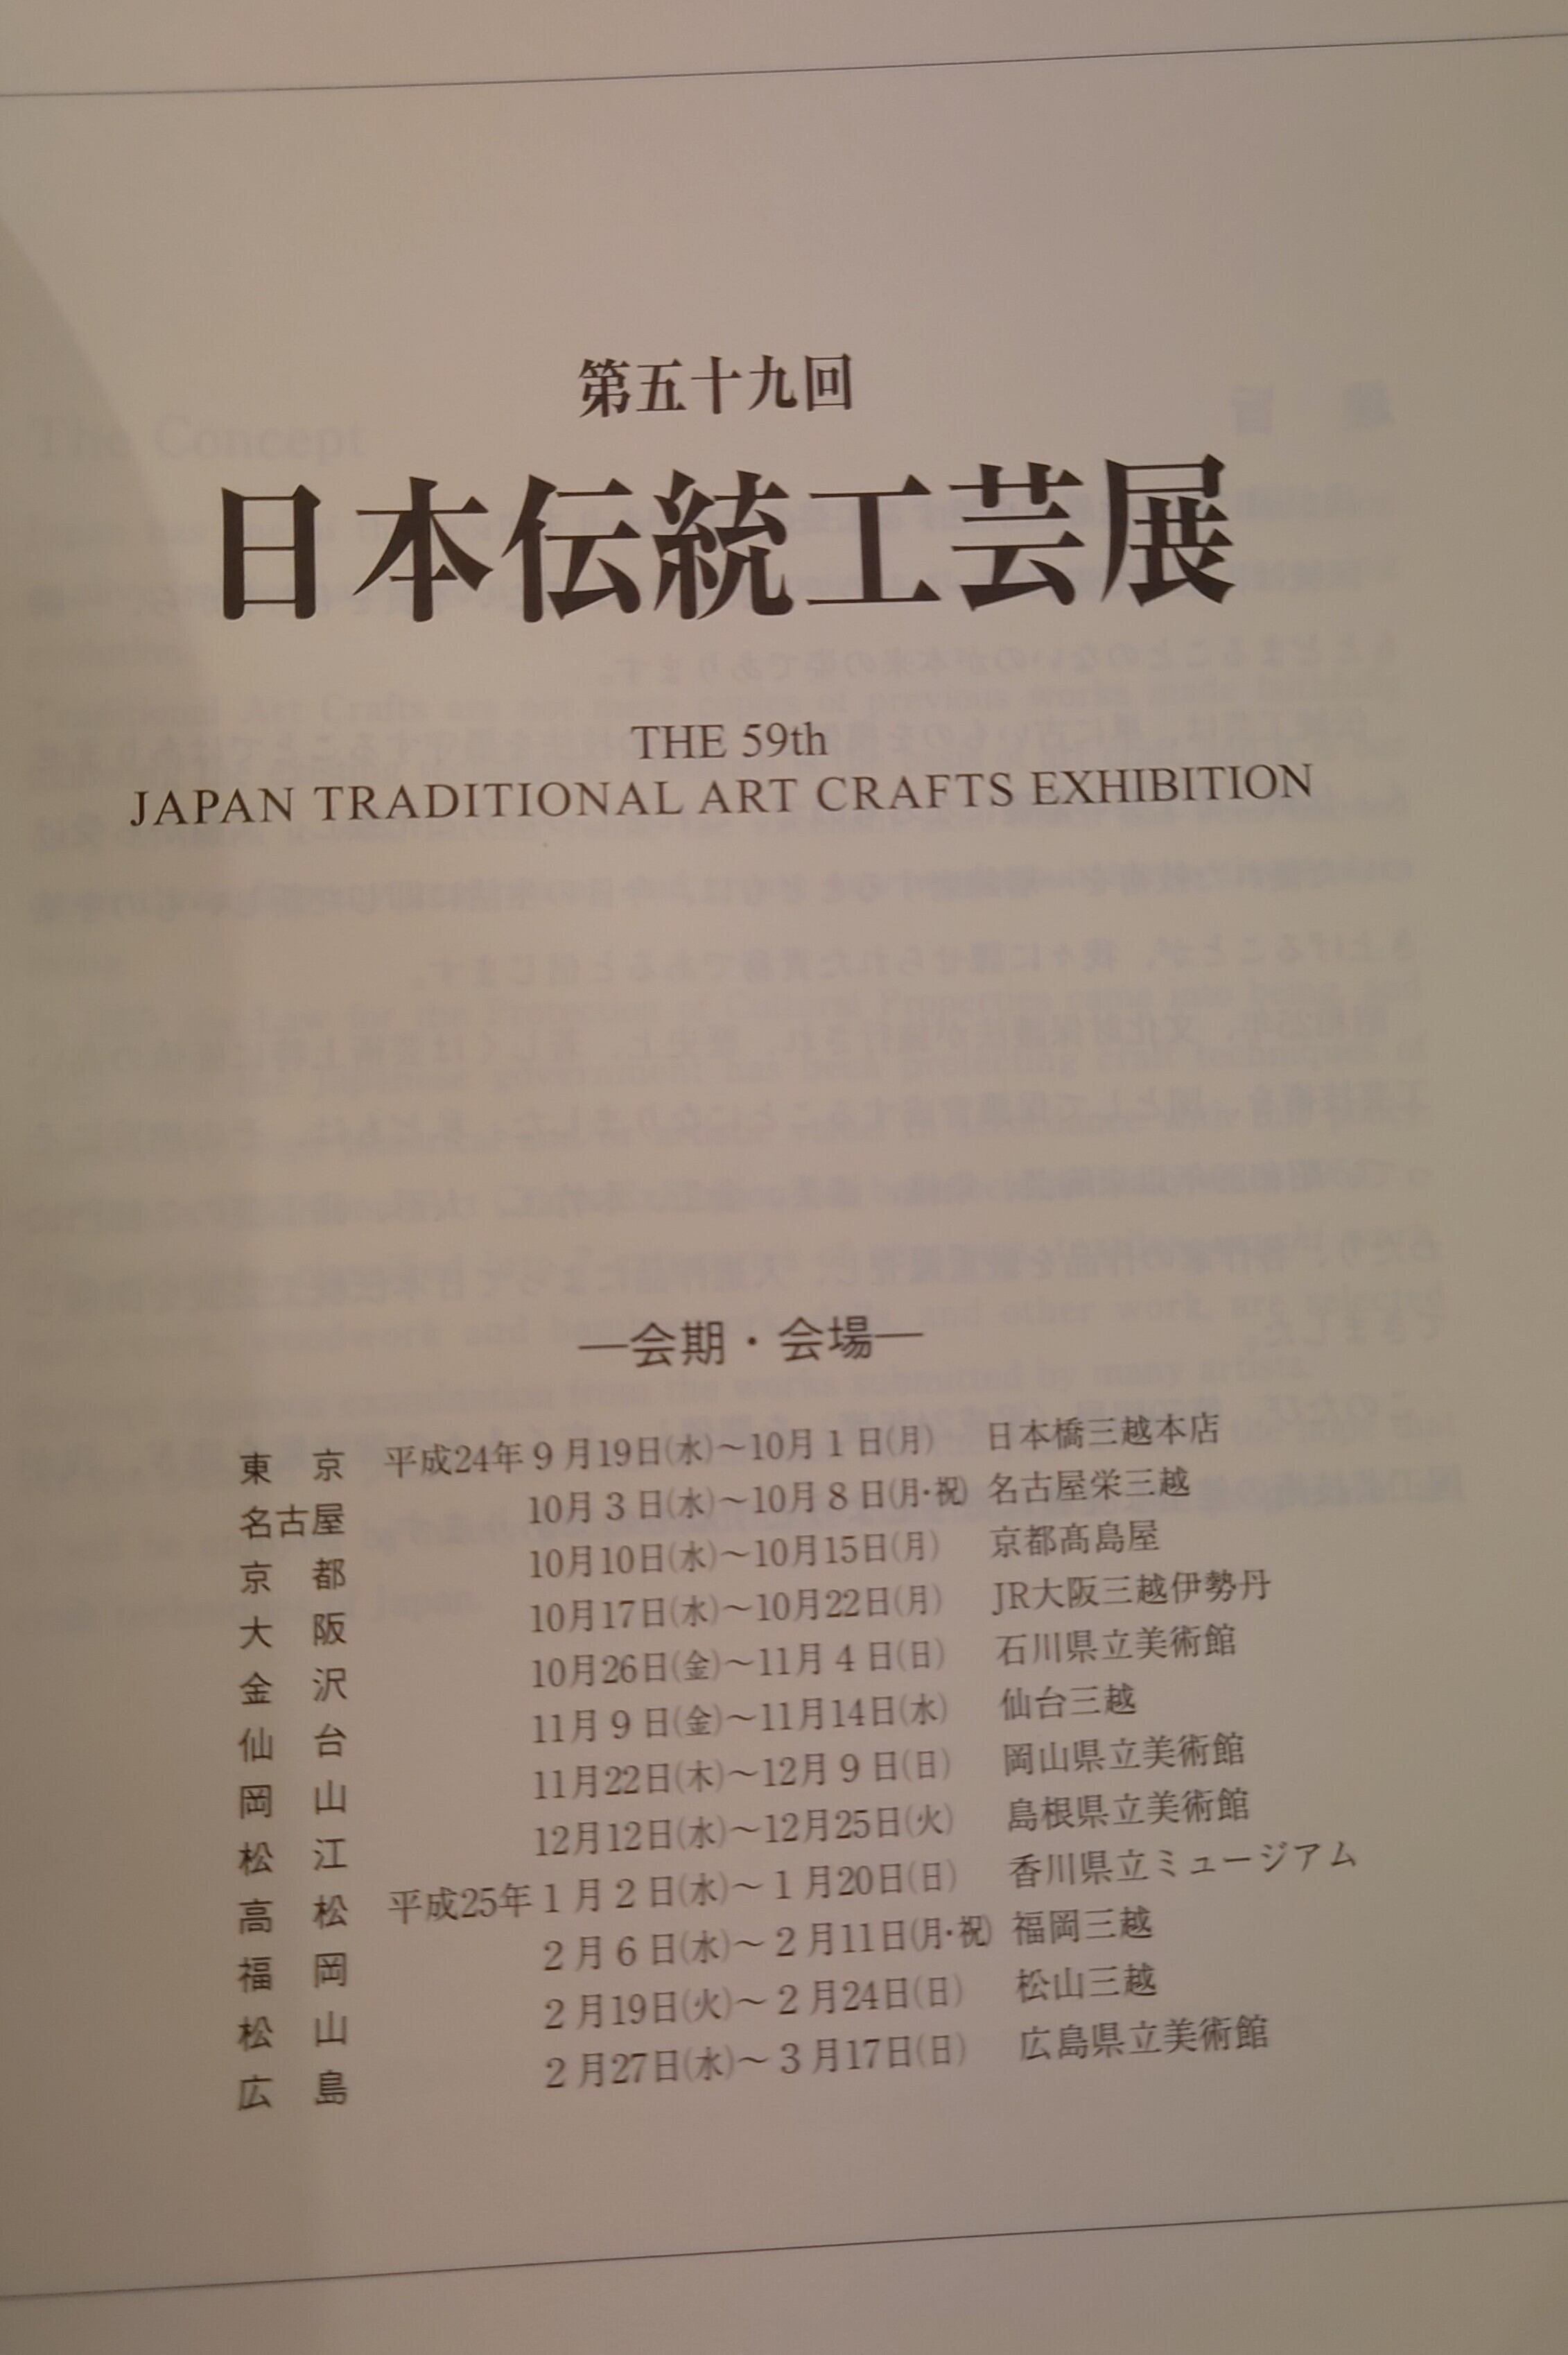 第五十九回
日本伝統工芸展
THE 59th
JAPAN TRADITIONAL ART CRAFTS EXHIBITION
―会期・会場―
東　京　平成24年 9 月19日(水)～10月 1 日(月)　日本橋三越本店
名古屋　10月 3 日(水)～10月 8 日(月・祝)　名古屋栄三越
京　都　10月10日(水)～10月15日(月)　京都髙島屋
大　阪　10月17日(水)～10月22日(月)　JR大阪三越伊勢丹
金　沢　10月26日(金)～11月 4 日(日)　石川県立美術館
仙　台　11月 9 日(金)～11月14日(水)　仙台三越
岡　山　11月22日(木)～12月 9 日(日)　岡山県立美術館
松　江　12月12日(水)～12月25日(火)　島根県立美術館
高　松　平成25年 1 月 2 日(水)～ 1 月20日(日)　香川県立ミュージアム
福　岡　2 月 6 日(水)～ 2 月11日(月・祝)　福岡三越
松　山　2 月19日(火)～ 2 月24日(日)　松山三越
広　島　2 月27日(水)～ 3 月17日(日)　広島県立美術館